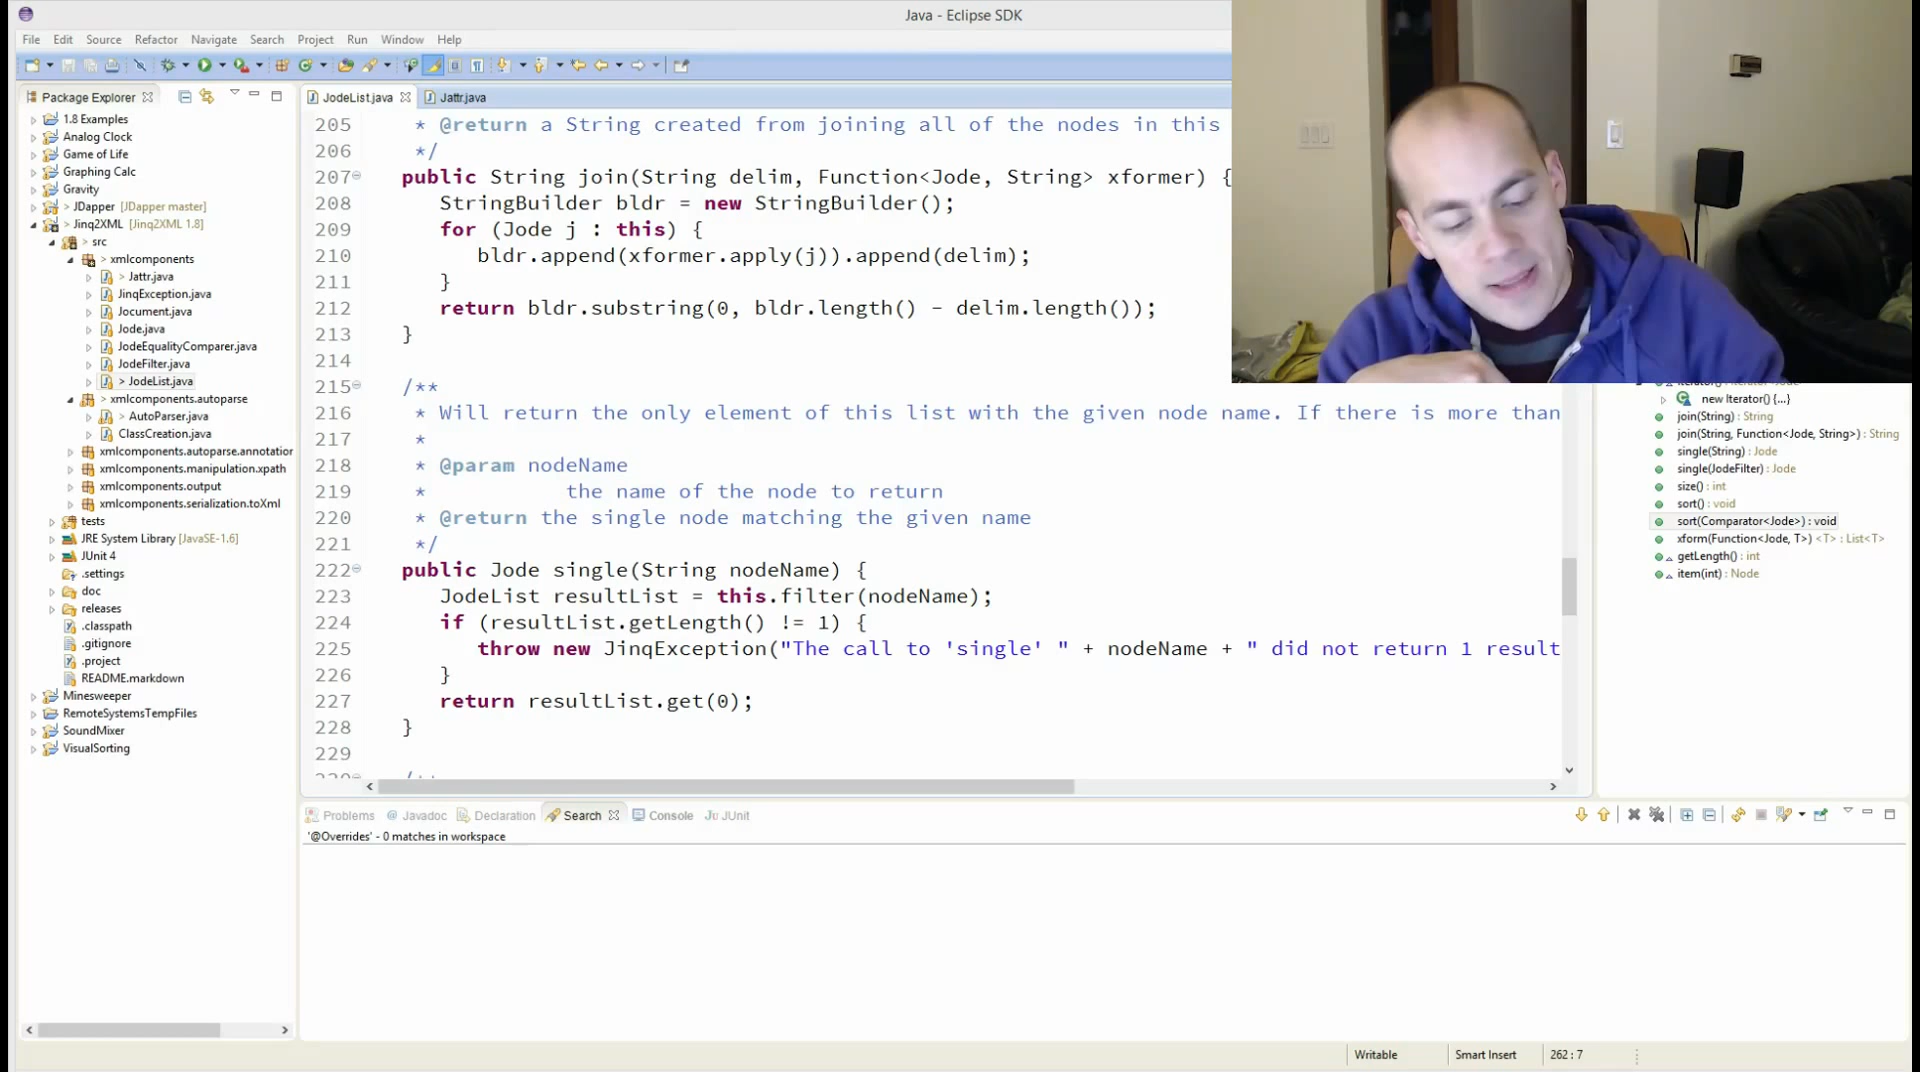 Java - Eclipse SDK
File Edit Source Refactor Navigate Search Project Run Window Help
Package Explorer
JodeList.java
Jattr.java
1.8 Examples
Analog Clock
Game of Life
Graphing Calc
Gravity
> JDapper [JDapper master]
> Jinq2XML [Jinq2XML 1.8]
> src
> xmlcomponents
> Jattr.java
JinqException.java
Jocument.java
Jode.java
JodeEqualityComparer.java
JodeFilter.java
> JodeList.java
> xmlcomponents.autoparse
> AutoParser.java
ClassCreation.java
xmlcomponents.autoparse.annotation
xmlcomponents.manipulation.xpath
xmlcomponents.output
xmlcomponents.serialization.toXml
tests
JRE System Library [JavaSE-1.6]
JUnit 4
.settings
doc
releases
.classpath
.gitignore
.project
README.markdown
Minesweeper
RemoteSystemsTempFiles
SoundMixer
VisualSorting
205 * @return a String created from joining all of the nodes in this
206 */
207 public String join(String delim, Function<Jode, String> xformer) {
208 StringBuilder bldr = new StringBuilder();
209 for (Jode j : this) {
210 bldr.append(xformer.apply(j)).append(delim);
211 }
212 return bldr.substring(0, bldr.length() - delim.length());
213 }
214
215 /**
216 * Will return the only element of this list with the given node name. If there is more than
217 *
218 * @param nodeName
219 * the name of the node to return
220 * @return the single node matching the given name
221 */
222 public Jode single(String nodeName) {
223 JodeList resultList = this.filter(nodeName);
224 if (resultList.getLength() != 1) {
225 throw new JinqException("The call to 'single' " + nodeName + " did not return 1 result
226 }
227 return resultList.get(0);
228 }
229
new Iterator() {...}
join(String) : String
join(String, Function<Jode, String>) : String
single(String) : Jode
single(JodeFilter) : Jode
size() : int
sort() : void
sort(Comparator<Jode>) : void
xform(Function<Jode, T>) <T> : List<T>
getLength() : int
item(int) : Node
Problems @ Javadoc Declaration Search Console JUnit
'@Overrides' - 0 matches in workspace
Writable Smart Insert 262 : 7